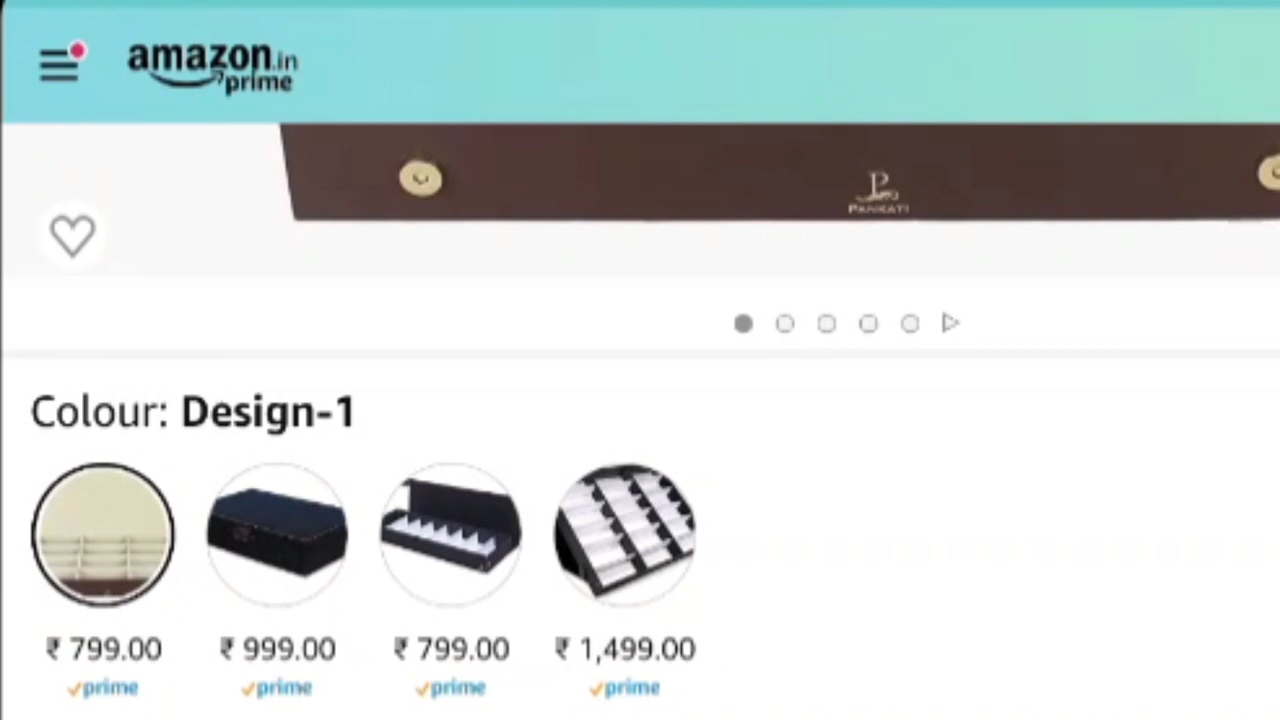 amazon.in
prime
P
PANKATI
Colour: Design-1
₹ 799.00
₹ 999.00
₹ 799.00
₹ 1,499.00
prime
prime
prime
prime